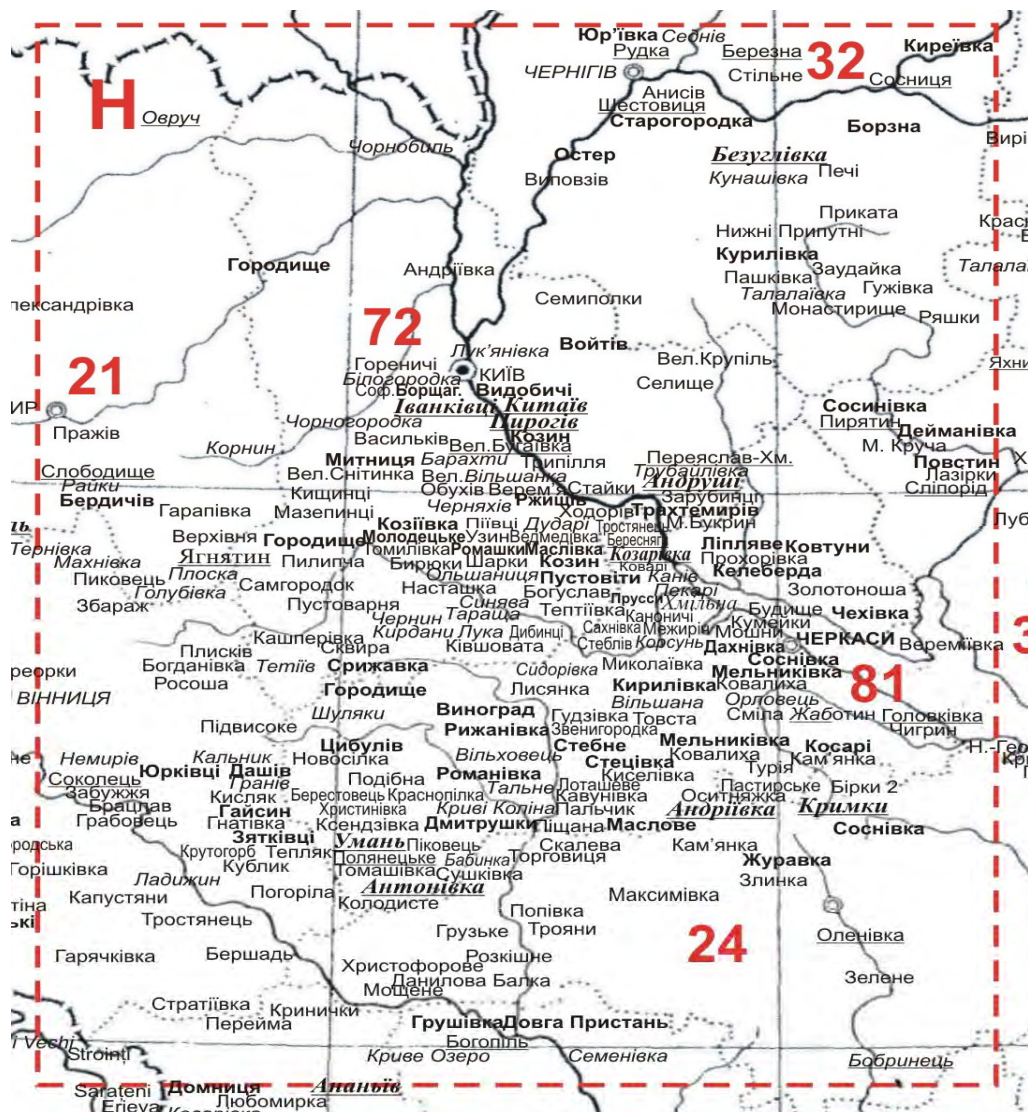 Юр'ївка Седнів
Рудка
Березна
32
Киреївка
ЧЕРНІГІВ
Стільне
Сосниця
Н
Овруч
Анисів
Шестовиця
Старогородка
Борзна
Вирі
Чорнобиль
Остер
Безуглівка
Виповзів
Кунашівка
Печі
Приката
Нижні Припутні
Курилівка
Городище
Андріївка
Пашківка
Заудайка
Талалаївка
Гужівка
лександрівка
Семиполки
Монастирище
Ряшки
72
Лук'янівка
Войтів
21
Гореничі
КИЇВ
Вел.Крупіль
Білогородка
Селище
Соф.Борщаг.
Видобичі
ИР
Іванківці
Китаїв
Сосинівка
Чорногородка
Пирогів
Пирятин
Пражів
Васильків
Козин
Дейманівка
Корнин
Вел.Бугаївка
М. Круча
Митниця
Барахти
Трипілля
Переяслав-Хм.
Повстин
Слободище
Вел.Снітинка
Вел.Вільшанка
Трубайлівка
Лазірки
Райки
Андруші
Сліпорід
Бердичів
Кищинці
Обухів
Верем'я
Стайки
Зарубинці
Гарапівка
Мазепинці
Черняхів
Ржищів
Ходорів
Трахтемирів
Козіївка
Піївці
Дударі
Тростянець
М.Букрин
Верхівня
Городище
Молодецьке
Узин
Ведмедівка
Тернівка
Ягнятин
Томилівка
Ромашки
Маслівка
Козарівка
Ліпляве
Ковтуни
Махнівка
Пилипча
Бирюки
Шарки
Козин
Ковалі
Прохорівка
Пиковець
Плоска
Ольшаниця
Пустовіти
Канів
Келеберда
Голубівка
Самгородок
Насташка
Богуслав
Пекарі
Золотоноша
Збараж
Пустоварня
Синява
Хмільна
Чернин
Тараща
Тептіївка
Каноничі
Будище
Чехівка
Кирдани
Лука
Дибинці
Сахнівка
Межиріч
Кумейки
Кашперівка
Мошни
ЧЕРКАСИ
Плисків
Сквира
Ківшовата
Стеблів
Корсунь
Дахнівка
Вереміївка
Богданівка
Тетіїв
Срижавка
Сидорівка
Миколаївка
Соснівка
Росоша
Мельниківка
ВІННИЦЯ
Городище
Лисянка
Кирилівка
Ковалиха
81
Шуляки
Виноград
Вільшана
Орловець
Підвисоке
Гудзівка
Товста
Сміла
Жаботин
Головківка
Рижанівка
Звенигородка
Чигрин
Цибулів
Мельниківка
Немирів
Кальник
Новосілка
Вільховець
Стебне
Ковалиха
Косарі
Юрківці
Дашів
Романівка
Стецівка
Кам'янка
Соколець
Гранів
Подібна
Киселівка
Турія
Забужжя
Кисляк
Берестовець
Краснопілка
Тальне
Лоташеве
Пастирське
Бірки 2
Брацлав
Кавунівка
Оситняжка
Гайсин
Христинівка
Криві Коліна
Пальчик
Андріївка
Кримки
Грабовець
Гнатівка
Ксендзівка
Дмитрушки
Піщана
Маслове
Соснівка
Зятківці
Умань
Піковець
Скалева
Кам'янка
Крутогорб
Тепляк
Полянецьке
Бабинка
Торговиця
Журавка
Горішківка
Кублик
Томашівка
Сушківка
Злинка
Ладижин
Погоріла
Антонівка
Капустяни
Колодисте
Максимівка
Тростянець
Попівка
Грузьке
Трояни
24
Оленівка
Гарячківка
Бершадь
Розкішне
Христофорове
Данилова Балка
Зелене
Мощене
Стратіївка
Кринички
Перейма
Грушівка
Довга Пристань
Богопіль
Strointi
Криве Озеро
Семенівка
Бобринець
Sarateni
Домниця
Ананьїв
Erjeva
Любомирка